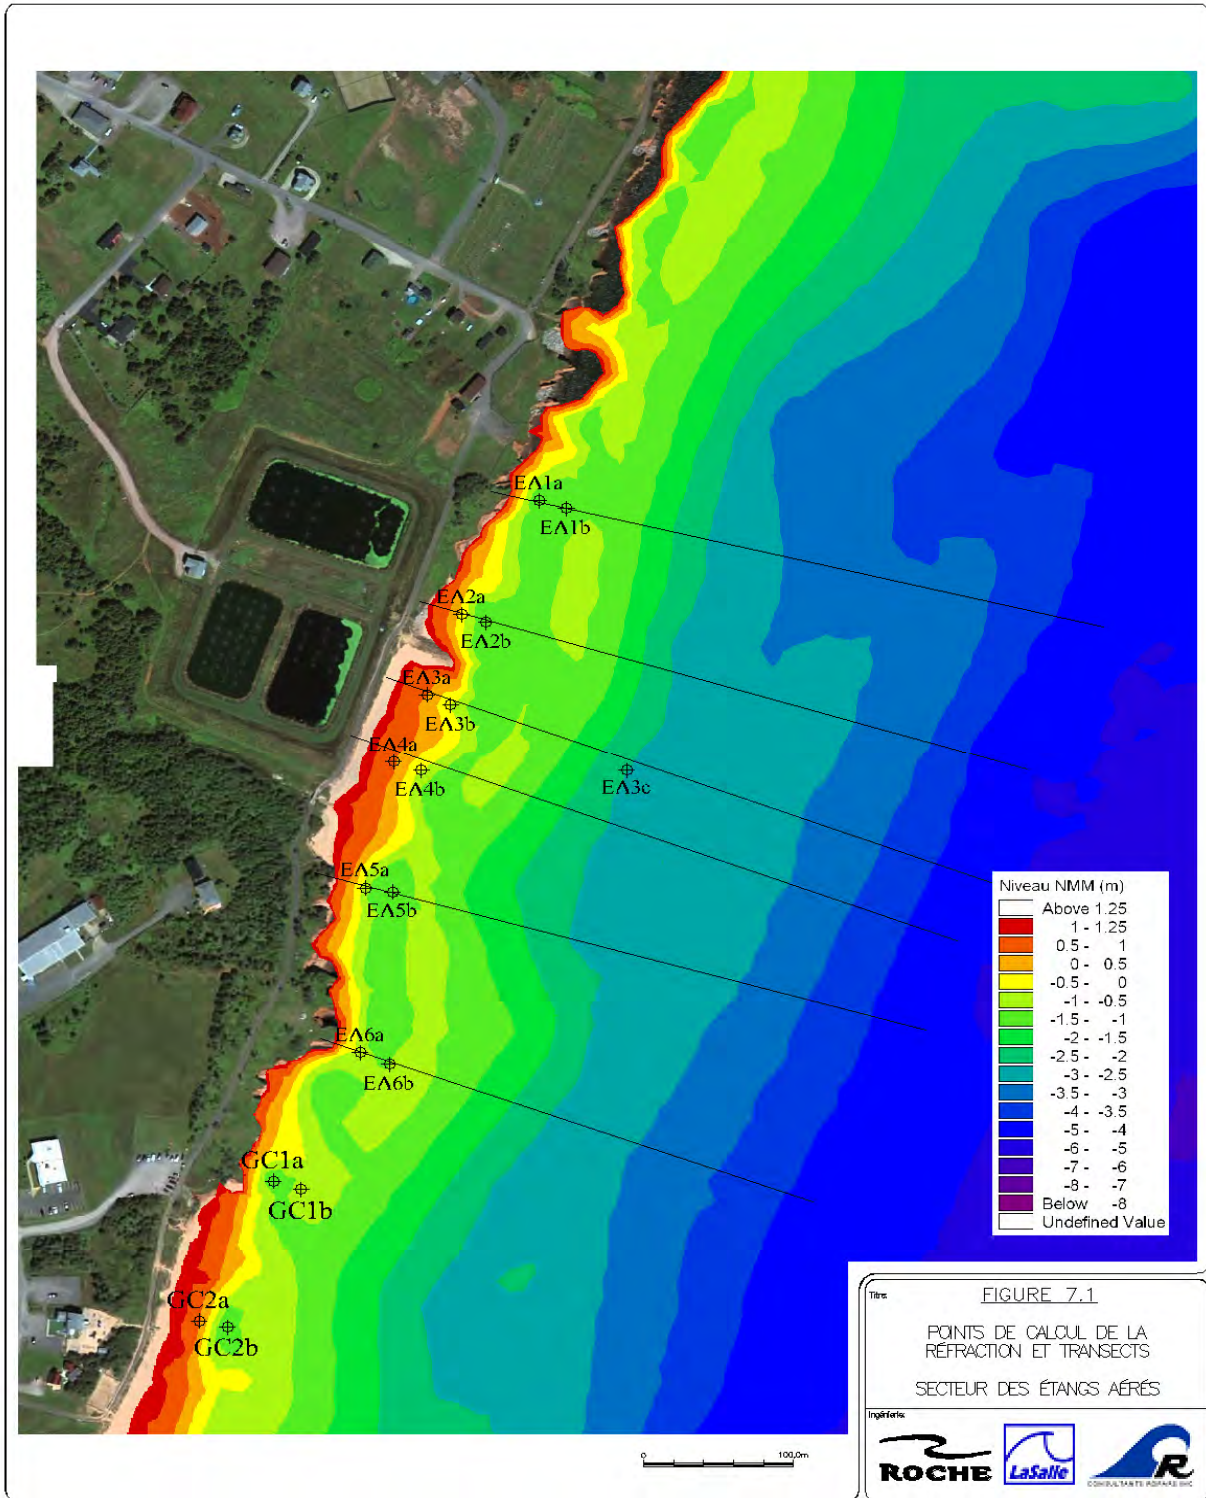 EA1a
EA1b
EA2a
EA2b
EA3a
EA3b
EA4a
EA4b
EA3c
EA5a
EA5b
EA6a
EA6b
GC1a
GC1b
GC2a
GC2b
Niveau NMM (m)
Above 1.25
1 - 1.25
0.5 - 1
0 - 0.5
-0.5 - 0
-1 - -0.5
-1.5 - -1
-2 - -1.5
-2.5 - -2
-3 - -2.5
-3.5 - -3
-4 - -3.5
-5 - -4
-6 - -5
-7 - -6
-8 - -7
Below -8
Undefined Value
0 100.0m
Titre:
FIGURE 7.1
POINTS DE CALCUL DE LA
RÉFRACTION ET TRANSECTS
SECTEUR DES ÉTANGS AÉRÉS
Ingénierie:
ROCHE
LaSalle
R
CONSULTANTS ROPARS INC